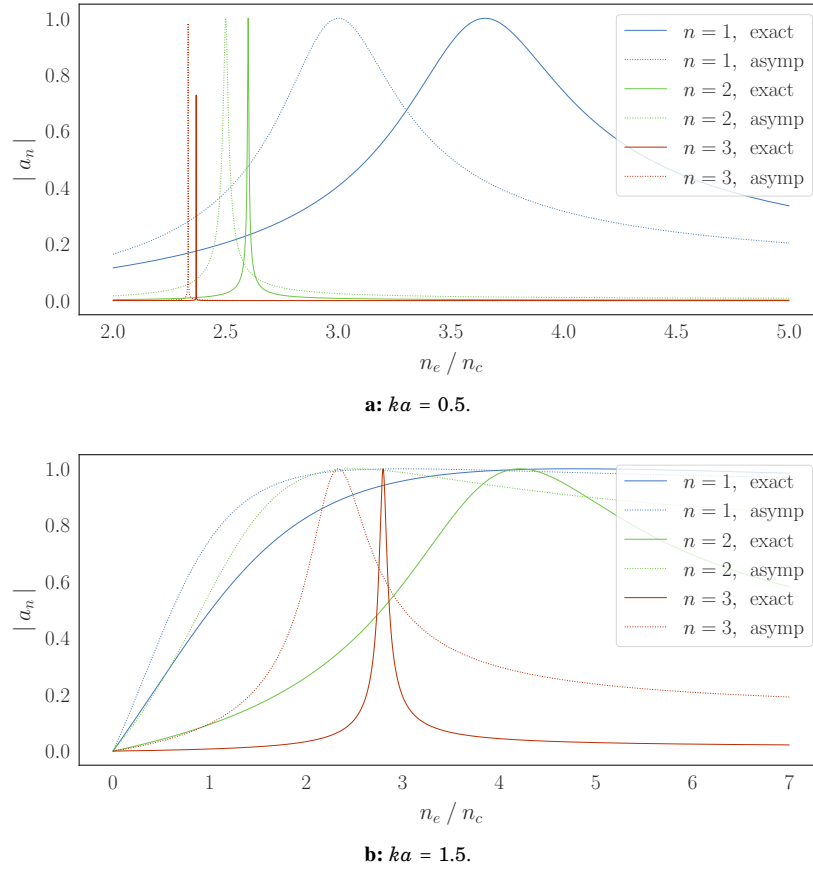 1.0
0.8
0.6
0.4
0.2
0.0
| a_n |
n = 1, exact
n = 1, asymp
n = 2, exact
n = 2, asymp
n = 3, exact
n = 3, asymp
2.0 2.5 3.0 3.5 4.0 4.5 5.0
n_e / n_c
a: ka = 0.5.
1.0
0.8
0.6
0.4
0.2
0.0
| a_n |
n = 1, exact
n = 1, asymp
n = 2, exact
n = 2, asymp
n = 3, exact
n = 3, asymp
0 1 2 3 4 5 6 7
n_e / n_c
b: ka = 1.5.